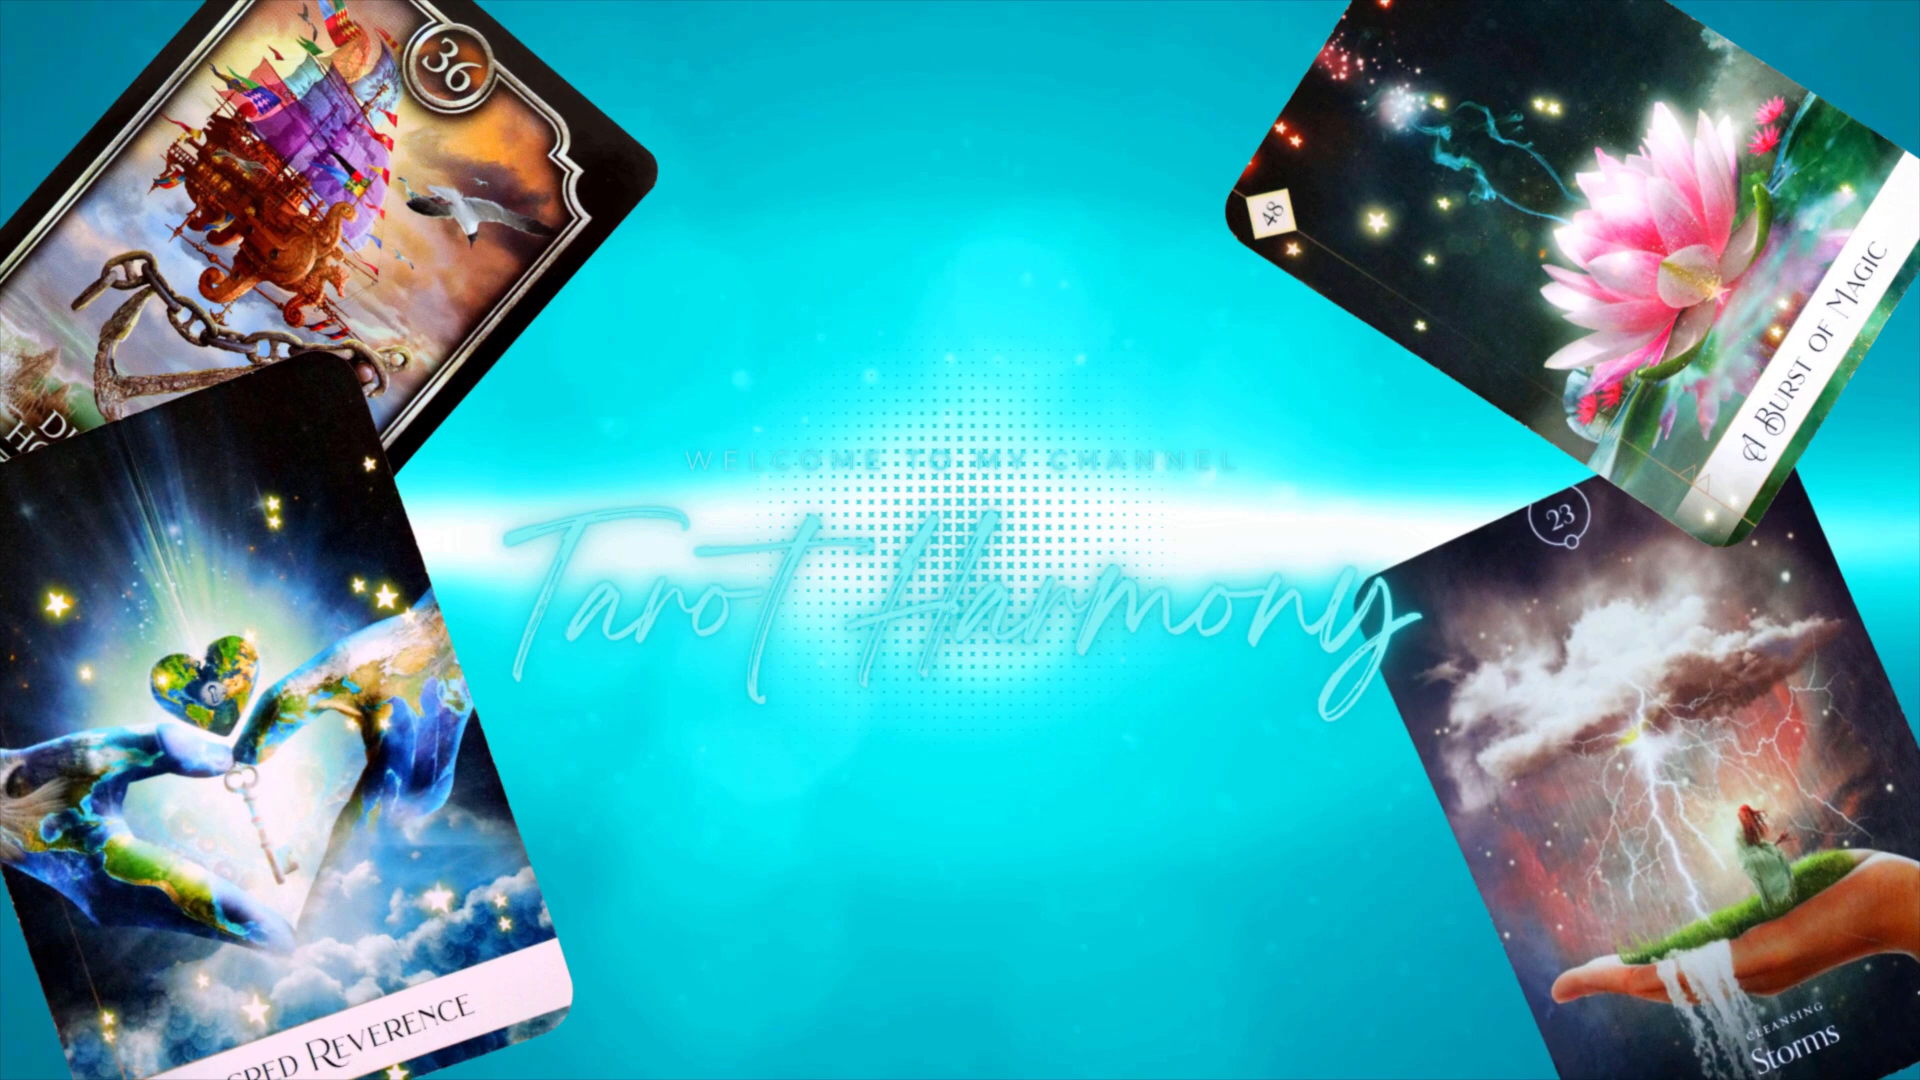 36
48
A BURST OF MAGIC
WELCOME TO MY CHANNEL
Tarot Harmony
23
REVERENCE
CLEANSING
Storms